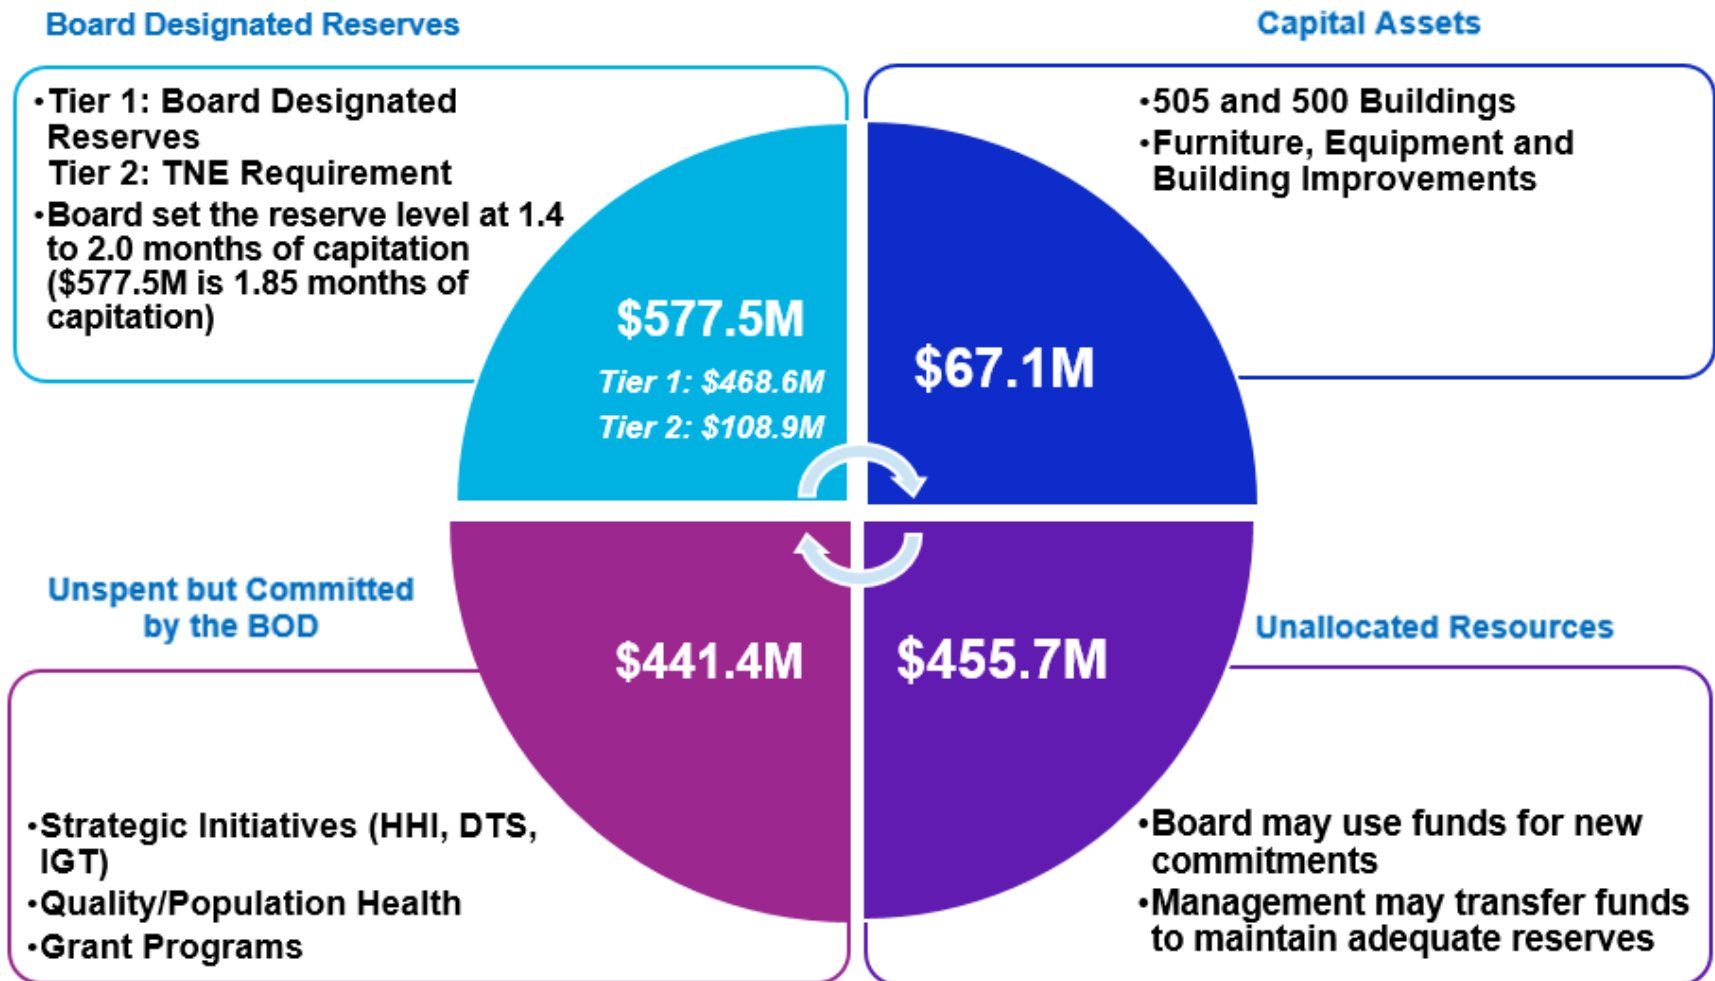 Board Designated Reserves
•Tier 1: Board Designated
Reserves
Tier 2: TNE Requirement
•Board set the reserve level at 1.4
to 2.0 months of capitation
($577.5M is 1.85 months of
capitation)
$577.5M
Tier 1: $468.6M
Tier 2: $108.9M
Capital Assets
•505 and 500 Buildings
•Furniture, Equipment and
Building Improvements
$67.1M
Unspent but Committed
by the BOD
$441.4M
•Strategic Initiatives (HHI, DTS,
IGT)
•Quality/Population Health
•Grant Programs
Unallocated Resources
$455.7M
•Board may use funds for new
commitments
•Management may transfer funds
to maintain adequate reserves